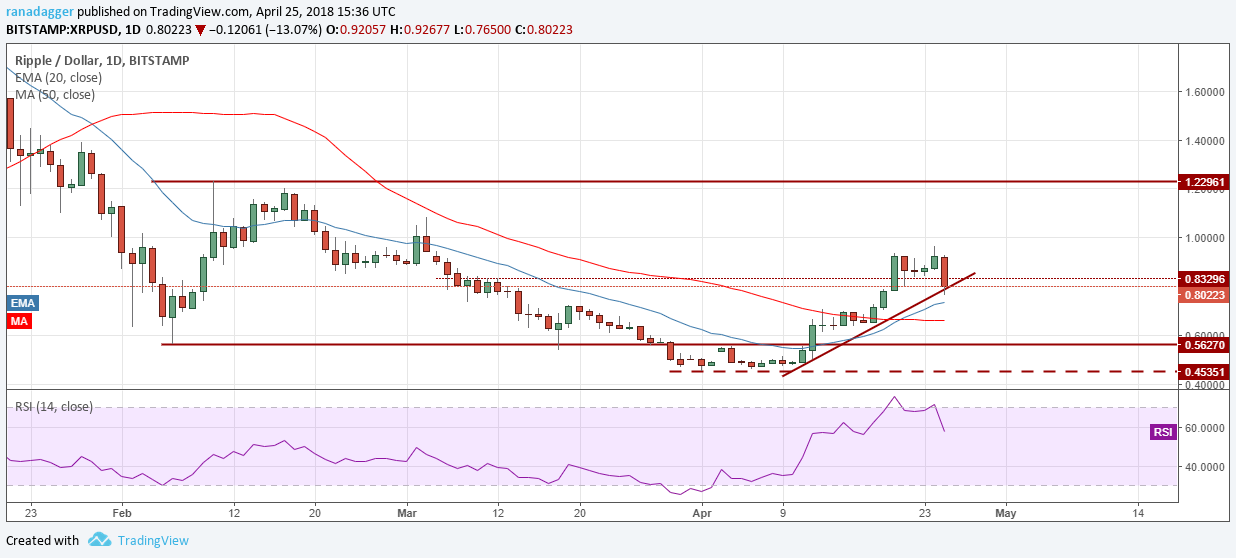 ranadagger published on TradingView.com, April 25, 2018 15:36 UTC
BITSTAMP:XRPUSD, 1D 0.80223 ▼ −0.12061 (−13.07%) O:0.92057 H:0.92677 L:0.76500 C:0.80223
Ripple / Dollar, 1D, BITSTAMP
EMA (20, close)
MA (50, close)
1.60000
1.40000
1.22961
1.20000
1.00000
0.83296
0.80223
EMA
MA
0.60000
0.56270
0.45351
0.40000
RSI (14, close)
RSI
60.0000
40.0000
23 Feb 12 20 Mar 12 20 Apr 9 23 May 14
Created with TradingView